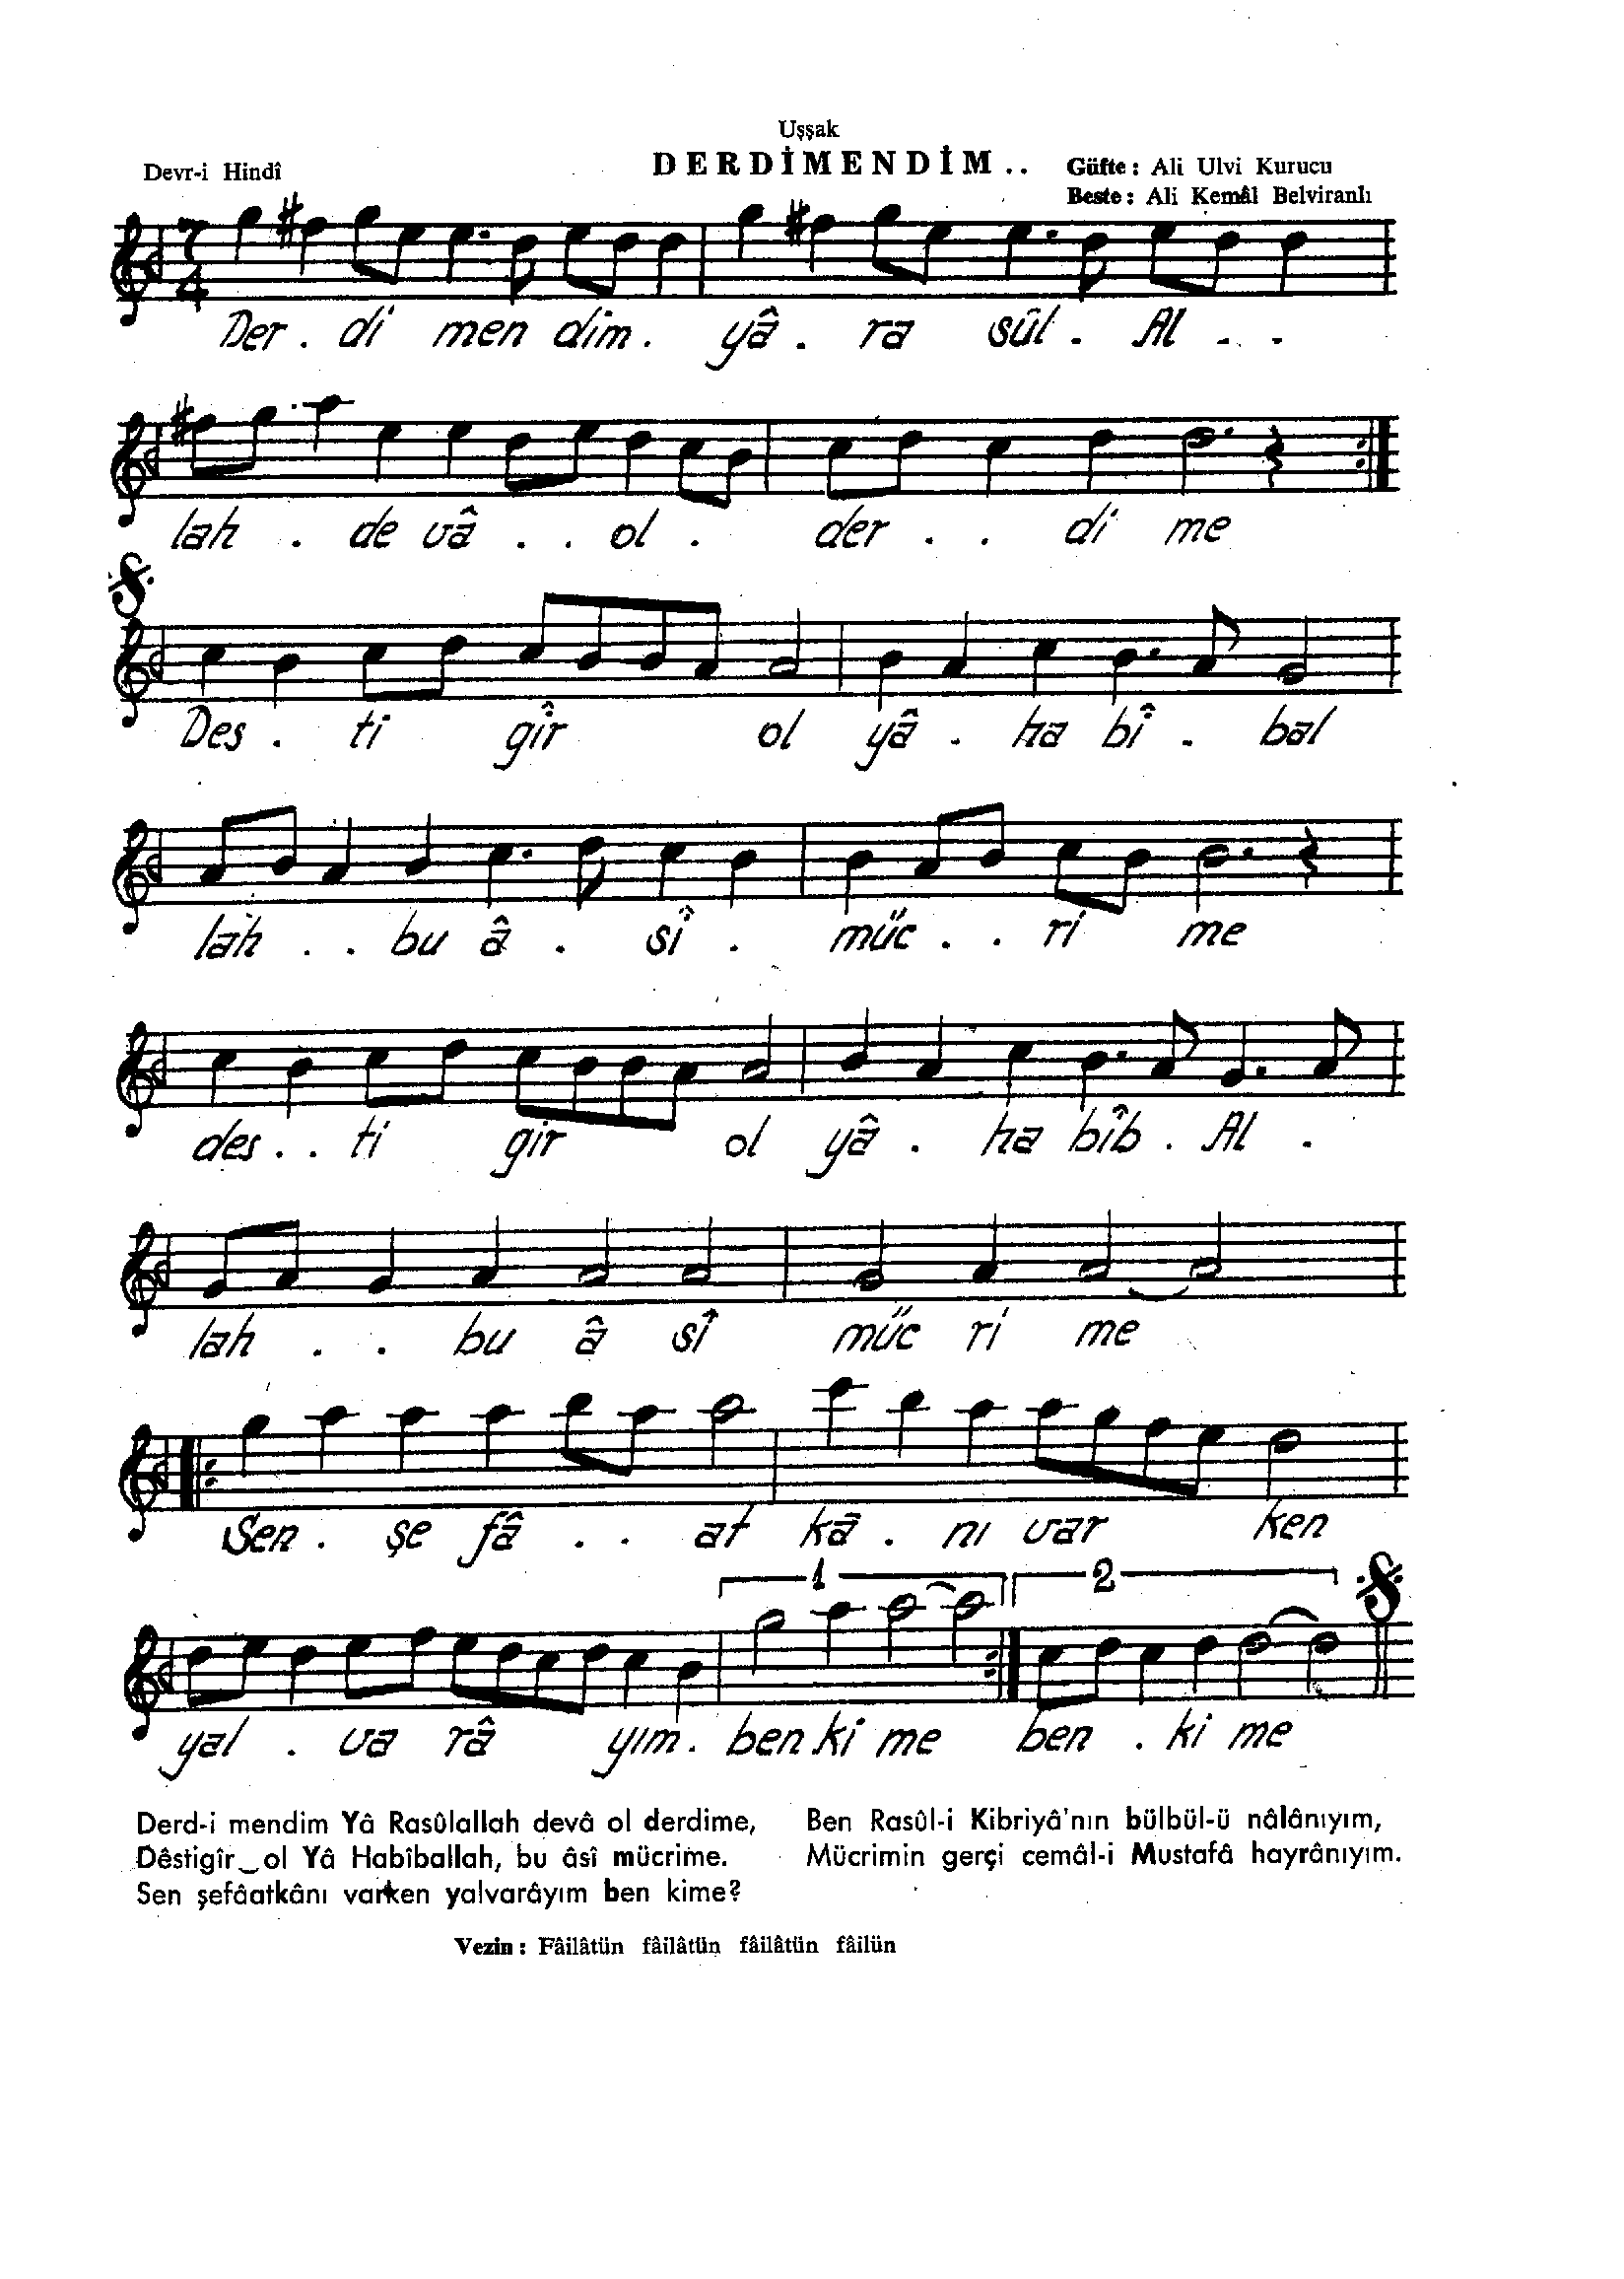 Uşşak
Devr-i Hindî
DERDİMENDİM..
Güfte: Ali Ulvi Kurucu
Beste: Ali Kemâl Belviranlı
7
4
Der . di men dim . yâ . ra sûl . Al . .
lah . de vâ . . ol . der . . di me
Des . ti gîr ol yâ . ha bî . bal
lah . . bu â . sî . müc . . ri me
des . . ti gir ol yâ . ha bîb . Al .
lah . . bu â sî müc ri me
Sen . şe fâ . . at kâ . nı var ken
1 2
yal . va râ yım . ben ki me ben . ki me
Derd-i mendim Yâ Rasûlallah devâ ol derdime,
Dêstigîr‿ol Yâ Habîballah, bu âsî mücrime.
Sen şefâatkânı varken yalvarâyım ben kime?
Ben Rasûl-i Kibriyâ'nın bülbül-ü nâlânıyım,
Mücrimin gerçi cemâl-i Mustafâ hayrânıyım.
Vezin: Fâilâtün fâilâtün fâilâtün fâilün